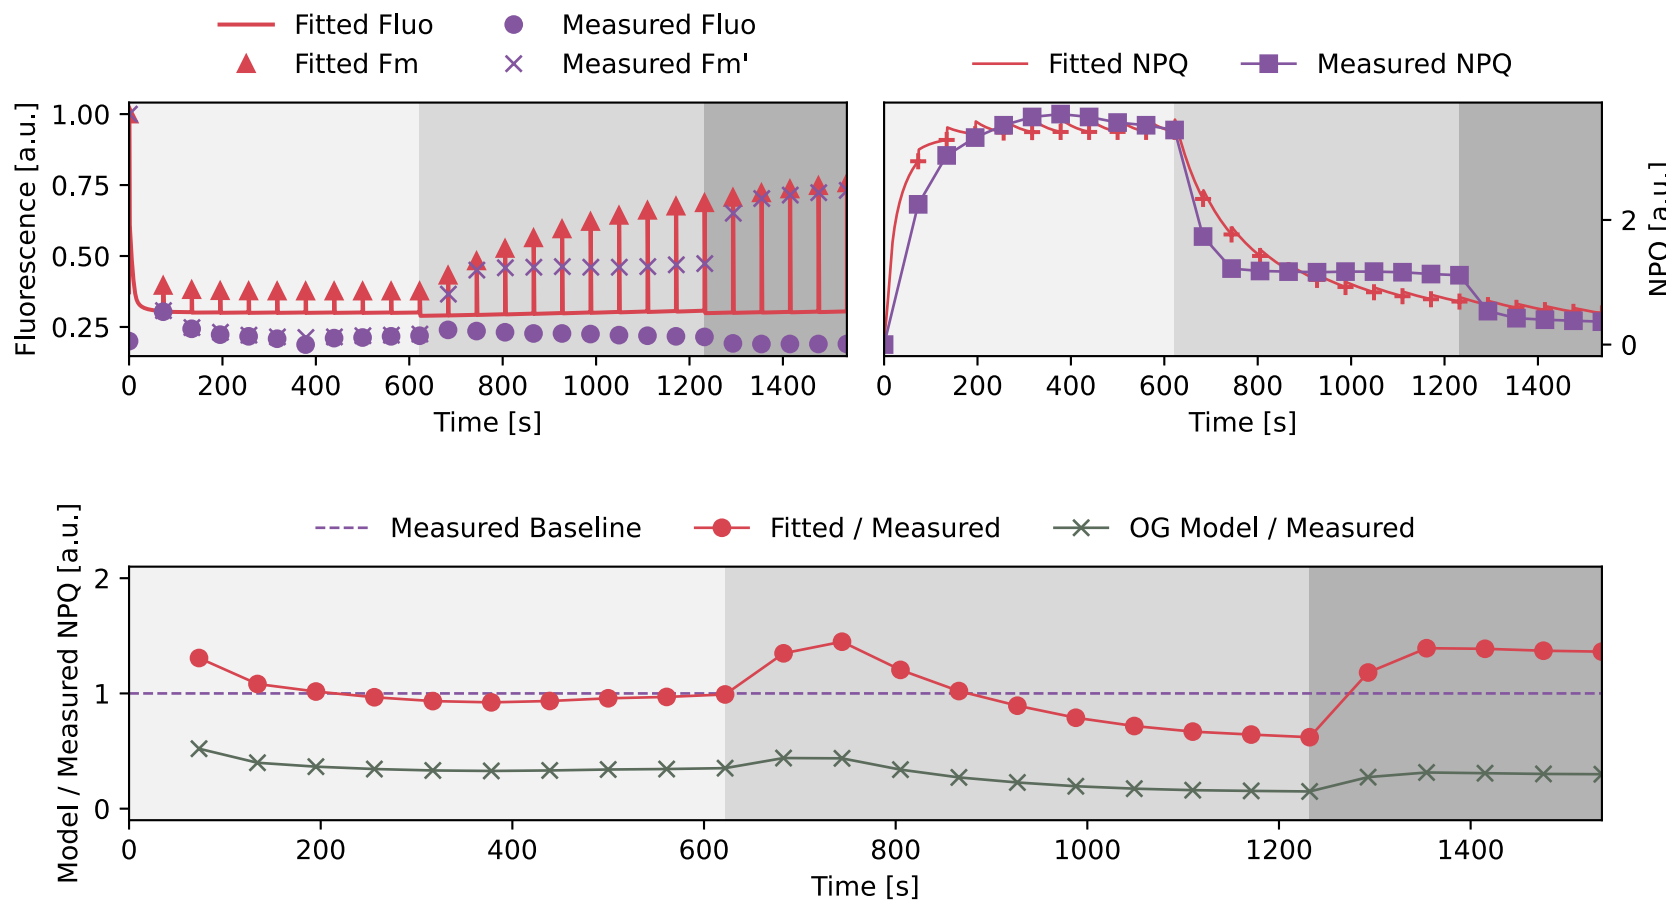 Fitted Fluo
Measured Fluo
Fitted Fm
Measured Fm'
Fitted NPQ
Measured NPQ
Fluorescence [a.u.]
1.00
0.75
0.50
0.25
0 200 400 600 800 1000 1200 1400
Time [s]
NPQ [a.u.]
2
0
0 200 400 600 800 1000 1200 1400
Time [s]
Measured Baseline
Fitted / Measured
OG Model / Measured
Model / Measured NPQ [a.u.]
2
1
0
0 200 400 600 800 1000 1200 1400
Time [s]